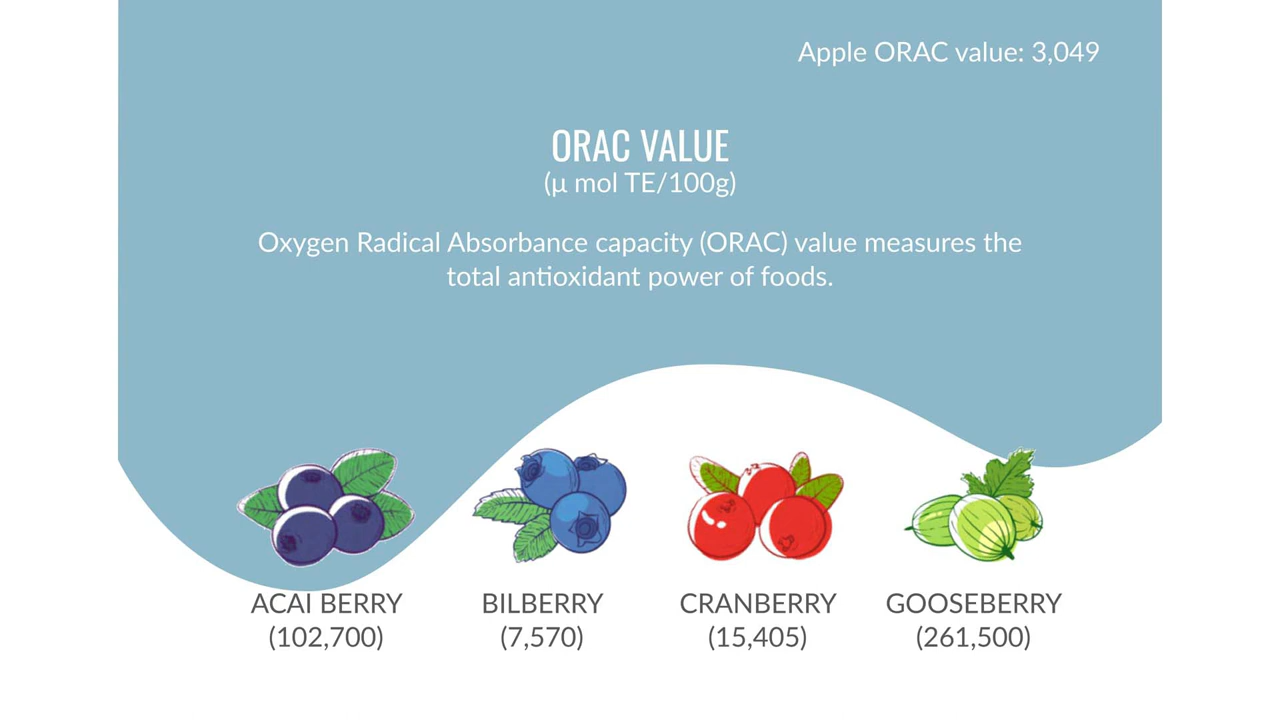 Apple ORAC value: 3,049
ORAC VALUE
(µ mol TE/100g)
Oxygen Radical Absorbance capacity (ORAC) value measures the
total antioxidant power of foods.
ACAI BERRY
(102,700)
BILBERRY
(7,570)
CRANBERRY
(15,405)
GOOSEBERRY
(261,500)